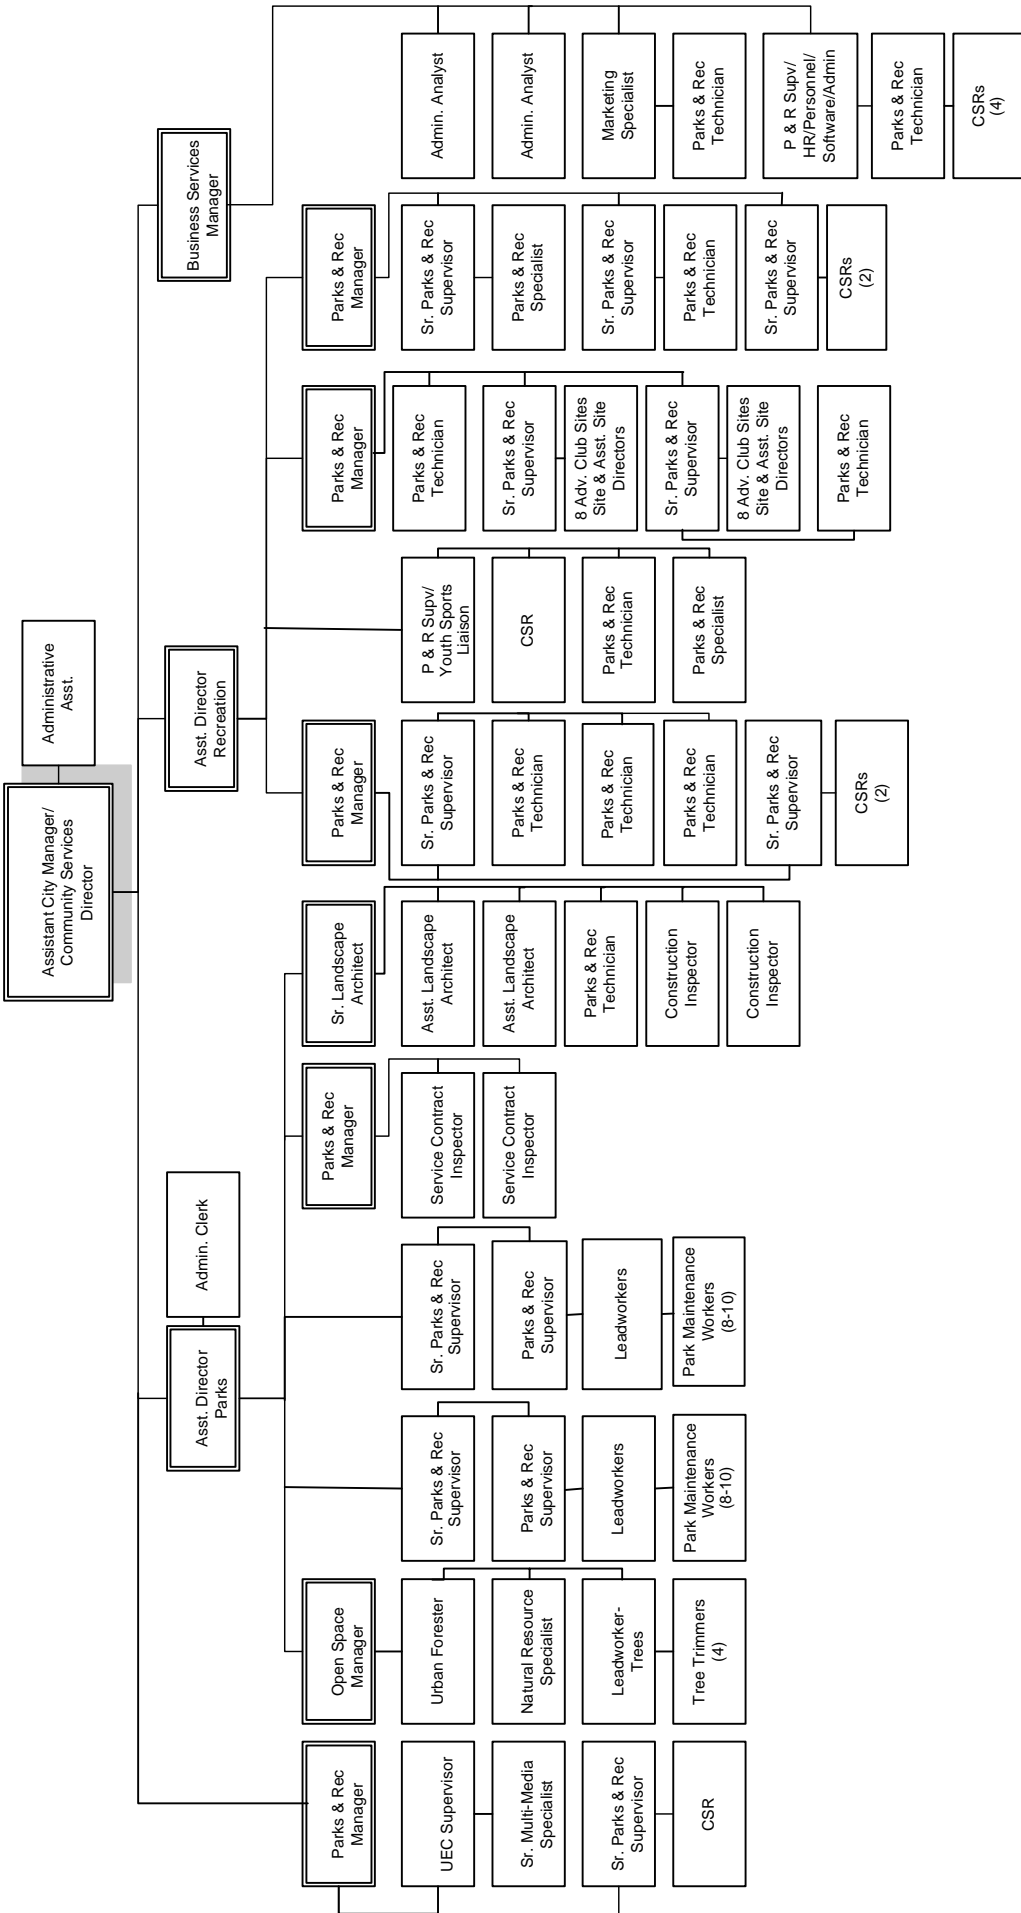 Assistant City Manager/
Community Services
Director
Administrative
Asst.
Asst. Director
Parks
Admin. Clerk
Asst. Director
Recreation
Business Services
Manager
Parks & Rec
Manager
UEC Supervisor
Sr. Multi-Media
Specialist
Sr. Parks & Rec
Supervisor
CSR
Open Space
Manager
Urban Forester
Natural Resource
Specialist
Leadworker-
Trees
Tree Trimmers
(4)
Sr. Parks & Rec
Supervisor
Parks & Rec
Supervisor
Leadworkers
Park Maintenance
Workers
(8-10)
Sr. Parks & Rec
Supervisor
Parks & Rec
Supervisor
Leadworkers
Park Maintenance
Workers
(8-10)
Parks & Rec
Manager
Service Contract
Inspector
Service Contract
Inspector
Sr. Landscape
Architect
Asst. Landscape
Architect
Asst. Landscape
Architect
Parks & Rec
Technician
Construction
Inspector
Construction
Inspector
Parks & Rec
Manager
Sr. Parks & Rec
Supervisor
Parks & Rec
Technician
Parks & Rec
Technician
Parks & Rec
Technician
Sr. Parks & Rec
Supervisor
CSRs
(2)
P & R Supv/
Youth Sports
Liaison
CSR
Parks & Rec
Technician
Parks & Rec
Specialist
Parks & Rec
Manager
Parks & Rec
Technician
Sr. Parks & Rec
Supervisor
8 Adv. Club Sites
Site & Asst. Site
Directors
Sr. Parks & Rec
Supervisor
8 Adv. Club Sites
Site & Asst. Site
Directors
Parks & Rec
Technician
Parks & Rec
Manager
Sr. Parks & Rec
Supervisor
Parks & Rec
Specialist
Sr. Parks & Rec
Supervisor
Parks & Rec
Technician
Sr. Parks & Rec
Supervisor
CSRs
(2)
Admin. Analyst
Admin. Analyst
Marketing
Specialist
Parks & Rec
Technician
P & R Supv/
HR/Personnel/
Software/Admin
Parks & Rec
Technician
CSRs
(4)